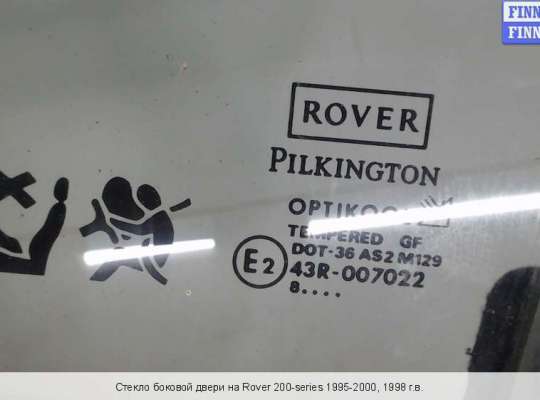 FINN
FINN
ROVER
PILKINGTON
TEMPERED GF
DOT-36 AS2 M129
E2
43R-007022
8....
Стекло боковой двери на Rover 200-series 1995-2000, 1998 г.в.